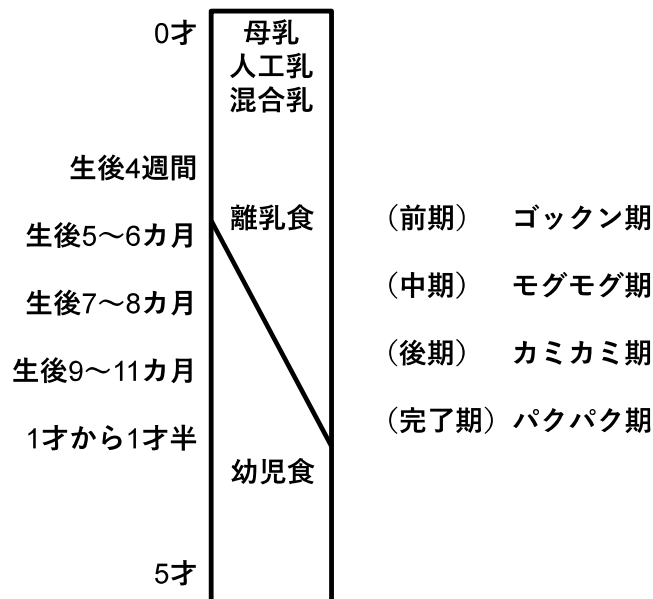 0才
母乳
人工乳
混合乳
生後4週間
離乳食 （前期） ゴックン期
生後5～6カ月
（中期） モグモグ期
生後7～8カ月
（後期） カミカミ期
生後9～11カ月
（完了期） パクパク期
1才から1才半
幼児食
5才